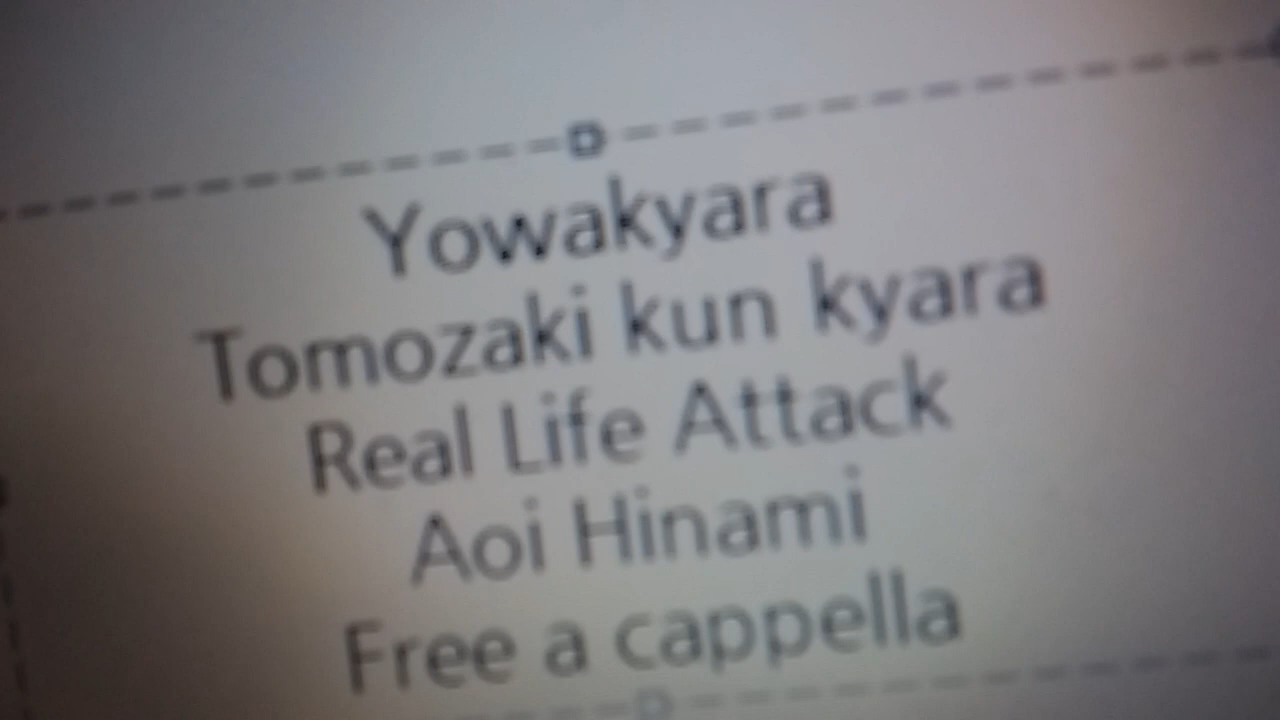 Yowakyara
Tomozaki kun kyara
Real Life Attack
Aoi Hinami
Free a cappella